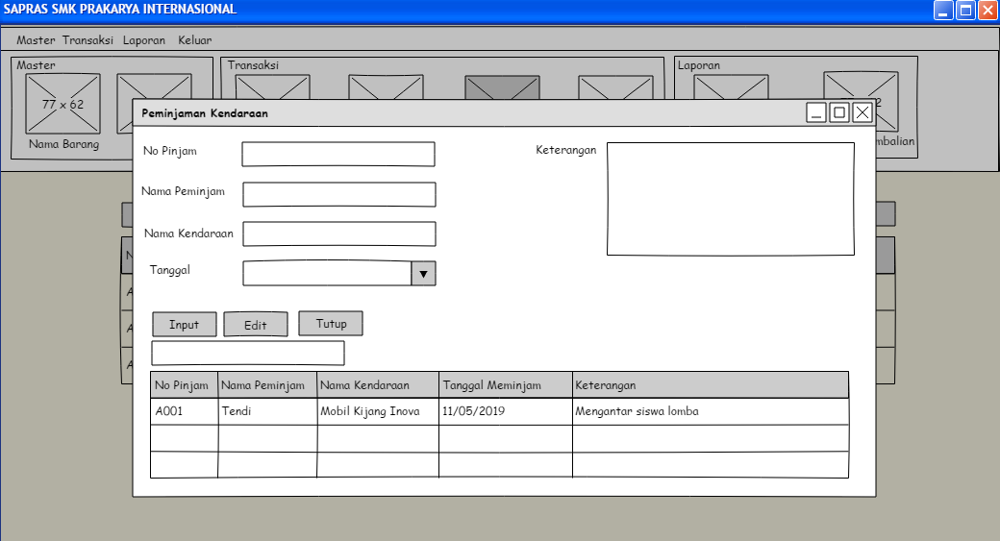 SAPRAS SMK PRAKARYA INTERNASIONAL
Master Transaksi Laporan Keluar
Master Transaksi Laporan
77 x 62
Nama Barang
Peminjaman Kendaraan
No Pinjam
Keterangan
Nama Peminjam
Nama Kendaraan
Tanggal
Input Edit Tutup
No Pinjam Nama Peminjam Nama Kendaraan Tanggal Meminjam Keterangan
A001 Tendi Mobil Kijang Inova 11/05/2019 Mengantar siswa lomba